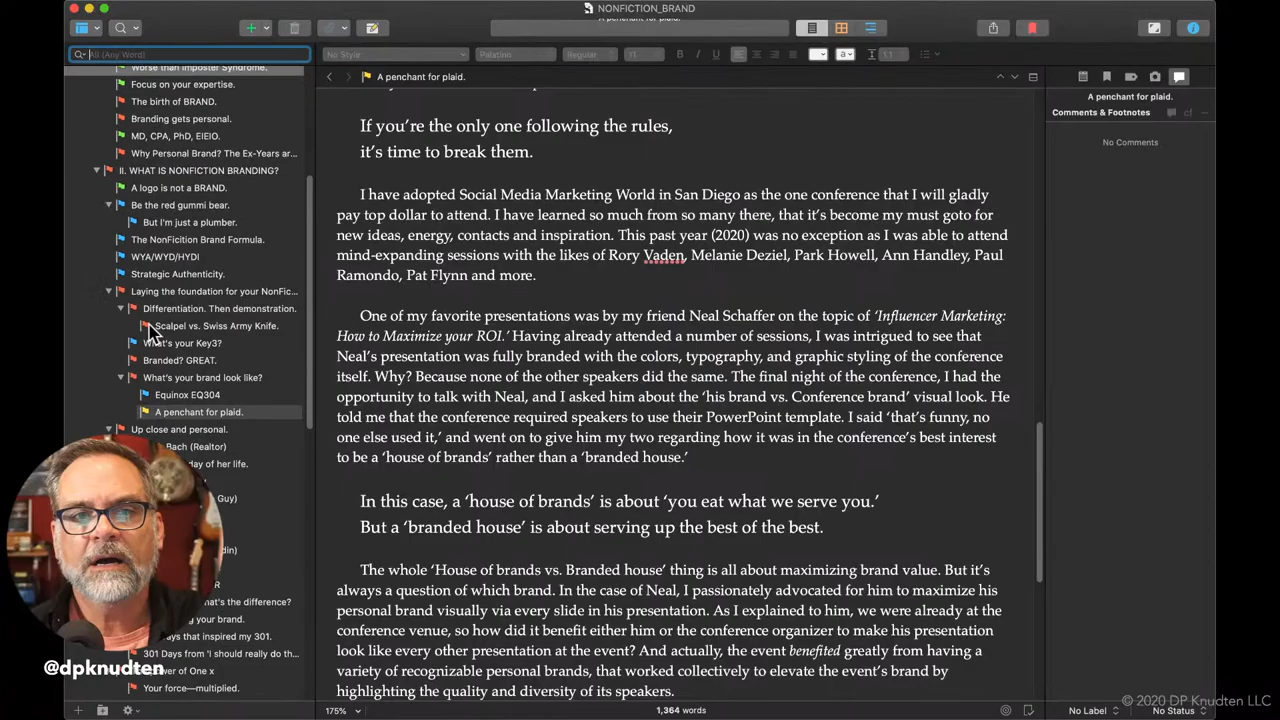 NONFICTION_BRAND
A penchant for plaid.
All (Any Word)
No Style
Palatino
Regular
B I U
a
Worse than Imposter Syndrome.
Focus on your expertise.
The birth of BRAND.
Branding gets personal.
MD, CPA, PhD, EIEIO.
Why Personal Brand? The Ex-Years ar...
II. WHAT IS NONFICTION BRANDING?
A logo is not a BRAND.
Be the red gummi bear.
But I'm just a plumber.
The NonFiCition Brand Formula.
WYA/WYD/HYDI
Strategic Authenticity.
Laying the foundation for your NonFic...
Differentiation. Then demonstration.
Scalpel vs. Swiss Army Knife.
What's your Key3?
Branded? GREAT.
What's your brand look like?
Equinox EQ304
A penchant for plaid.
Up close and personal.
Bach (Realtor)
day of her life.
Guy)
din)
R
at's the difference?
ng your brand.
ays that inspired my 301.
301 Days from 'I should really do th...
power of One x
Your force—multiplied.
A penchant for plaid.
If you're the only one following the rules,
it's time to break them.
I have adopted Social Media Marketing World in San Diego as the one conference that I will gladly
pay top dollar to attend. I have learned so much from so many there, that it's become my must goto for
new ideas, energy, contacts and inspiration. This past year (2020) was no exception as I was able to attend
mind-expanding sessions with the likes of Rory Vaden, Melanie Deziel, Park Howell, Ann Handley, Paul
Ramondo, Pat Flynn and more.
One of my favorite presentations was by my friend Neal Schaffer on the topic of 'Influencer Marketing:
How to Maximize your ROI.' Having already attended a number of sessions, I was intrigued to see that
Neal's presentation was fully branded with the colors, typography, and graphic styling of the conference
itself. Why? Because none of the other speakers did the same. The final night of the conference, I had the
opportunity to talk with Neal, and I asked him about the 'his brand vs. Conference brand' visual look. He
told me that the conference required speakers to use their PowerPoint template. I said 'that's funny, no
one else used it,' and went on to give him my two regarding how it was in the conference's best interest
to be a 'house of brands' rather than a 'branded house.'
In this case, a 'house of brands' is about 'you eat what we serve you.'
But a 'branded house' is about serving up the best of the best.
The whole 'House of brands vs. Branded house' thing is all about maximizing brand value. But it's
always a question of which brand. In the case of Neal, I passionately advocated for him to maximize his
personal brand visually via every slide in his presentation. As I explained to him, we were already at the
conference venue, so how did it benefit either him or the conference organizer to make his presentation
look like every other presentation at the event? And actually, the event benefited greatly from having a
variety of recognizable personal brands, that worked collectively to elevate the event's brand by
highlighting the quality and diversity of its speakers.
A penchant for plaid.
Comments & Footnotes
No Comments
@dpknudten
175%
1,364 words
No Label
No Status
© 2020 DP Knudten LLC